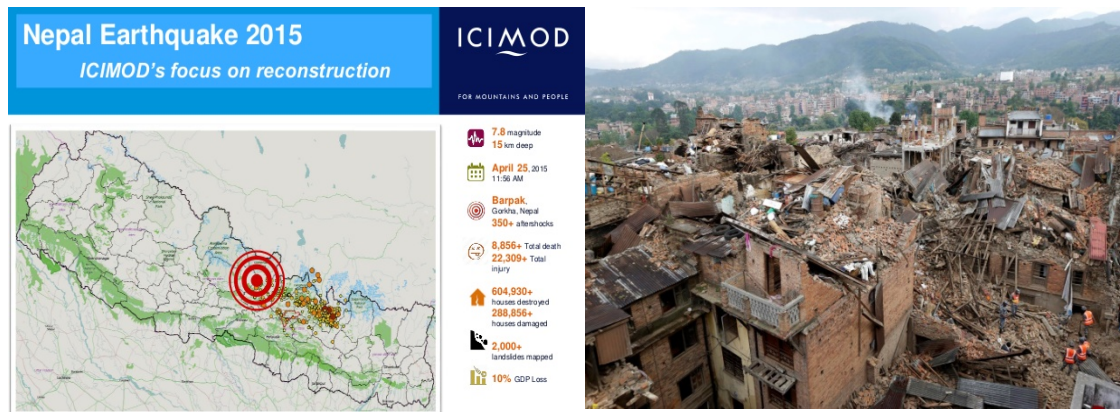 Nepal Earthquake 2015
ICIMOD's focus on reconstruction
ICIMOD
FOR MOUNTAINS AND PEOPLE
7.8 magnitude
15 km deep
April 25, 2015
11:56 AM
Barpak,
Gorkha, Nepal
350+ aftershocks
8,856+ Total death
22,309+ Total
injury
604,930+
houses destroyed
288,856+
houses damaged
2,000+
landslides mapped
10% GDP Loss